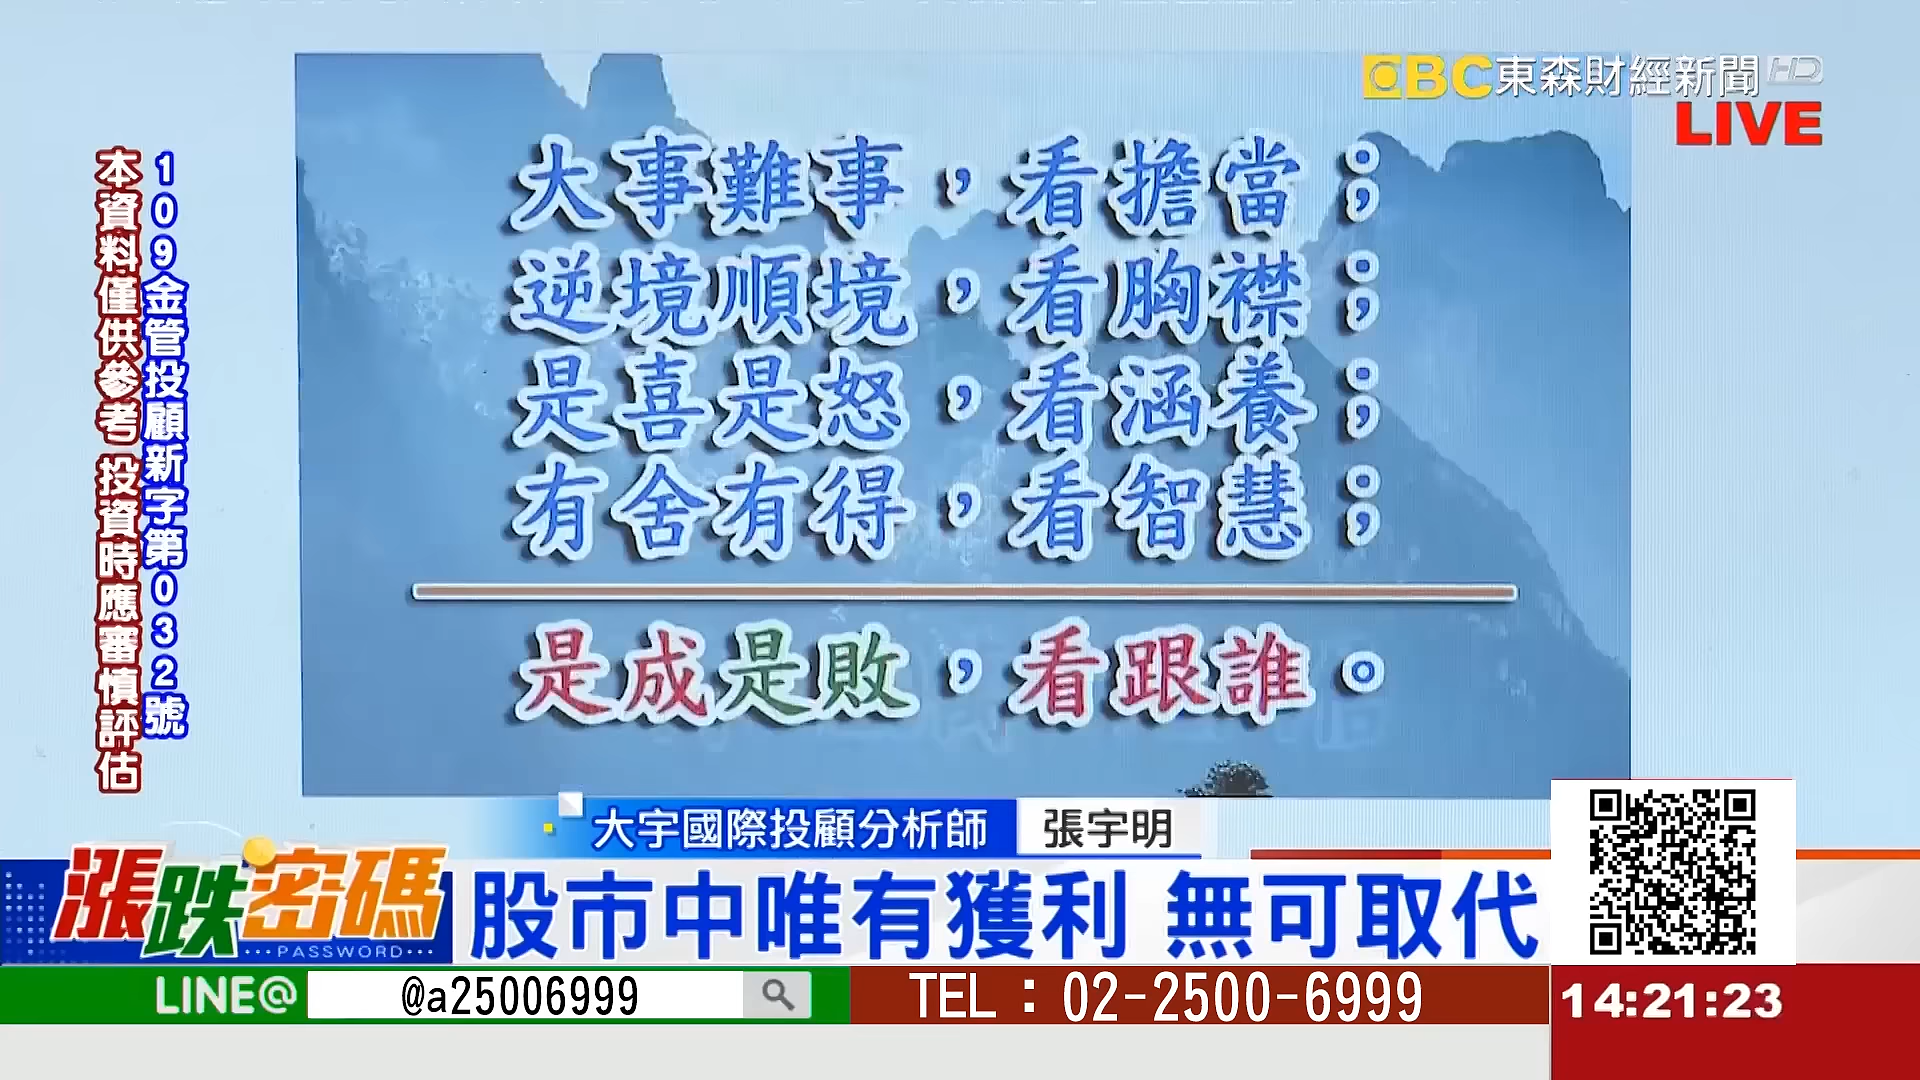 EBC東森財經新聞HD
LIVE
109金管投顧新字第032號
本資料僅供參考 投資時應審慎評估
大事難事，看擔當；
逆境順境，看胸襟；
是喜是怒，看涵養；
有舍有得，看智慧；
是成是敗，看跟誰。
大宇國際投顧分析師 張宇明
漲跌密碼
PASSWORD
股市中唯有獲利 無可取代
LINE@ @a25006999
TEL：02-2500-6999
14:21:23